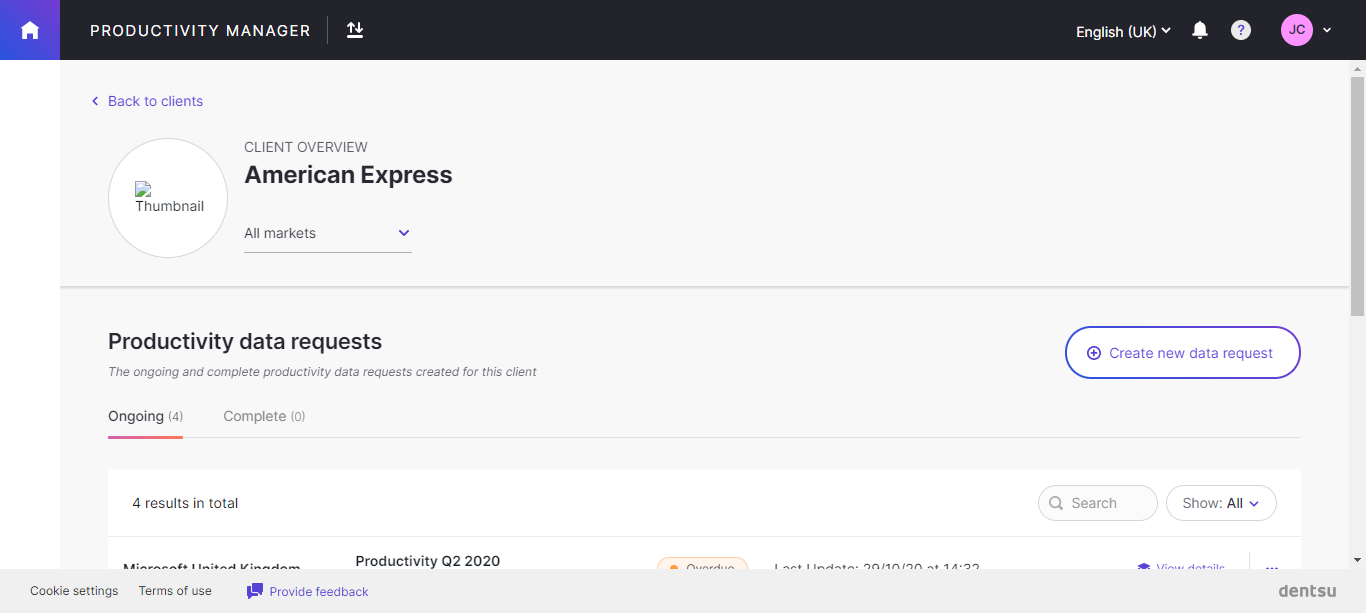 PRODUCTIVITY MANAGER
English (UK)
?
JC
Back to clients
Thumbnail
CLIENT OVERVIEW
American Express
All markets
Productivity data requests
Create new data request
The ongoing and complete productivity data requests created for this client
Ongoing (4) Complete (0)
4 results in total
Search
Show: All
Microsoft United Kingdom
Productivity Q2 2020
Overdue
Last Update: 29/10/20 at 14:32
View details
Cookie settings
Terms of use
Provide feedback
dentsu